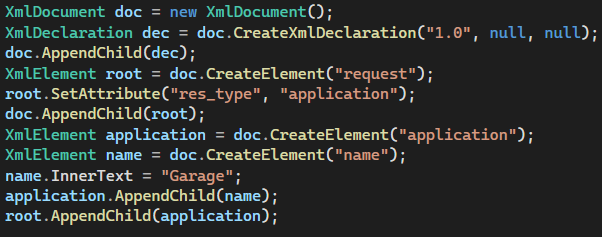 XmlDocument doc = new XmlDocument();
XmlDeclaration dec = doc.CreateXmlDeclaration("1.0", null, null);
doc.AppendChild(dec);
XmlElement root = doc.CreateElement("request");
root.SetAttribute("res_type", "application");
doc.AppendChild(root);
XmlElement application = doc.CreateElement("application");
XmlElement name = doc.CreateElement("name");
name.InnerText = "Garage";
application.AppendChild(name);
root.AppendChild(application);